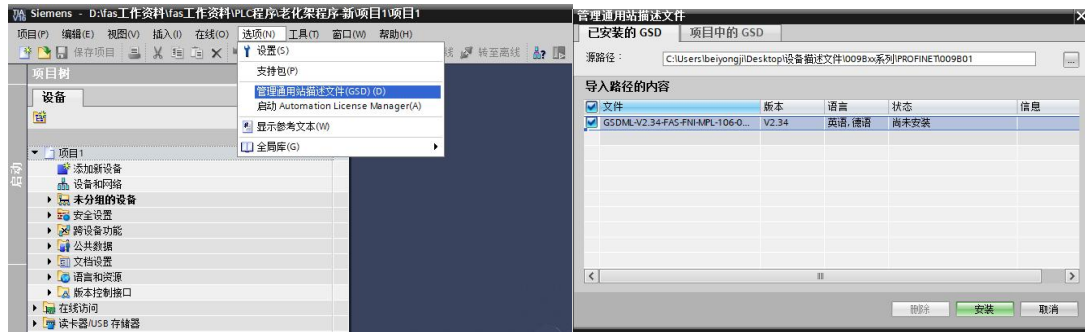 Siemens - D:\fas工作资料\fas工作资料\PLC程序\老化架程序-新\项目1\项目1
项目(P) 编辑(E) 视图(V) 插入(I) 在线(O) 选项(N) 工具(T) 窗口(W) 帮助(H)
保存项目
转至离线
设置(S)
支持包(P)
管理通用站描述文件(GSD) (D)
启动 Automation License Manager(A)
显示参考文本(W)
全局库(G)
项目树
设备
项目1
添加新设备
设备和网络
未分组的设备
安全设置
跨设备功能
公共数据
文档设置
语言和资源
版本控制接口
在线访问
读卡器/USB 存储器
启动
管理通用站描述文件
已安装的 GSD 项目中的 GSD
源路径: C:\Users\beiyongji\Desktop\设备描述文件\009Bxx系列\PROFINET\009B01
导入路径的内容
文件 版本 语言 状态 信息
GSDML-V2.34-FAS-FNI-MPL-106-0... V2.34 英语, 德语 尚未安装
删除 安装 取消